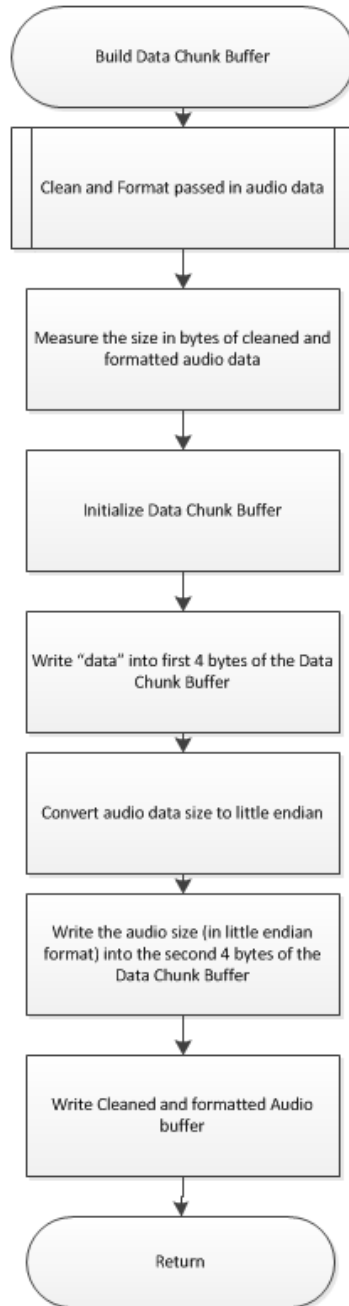 Build Data Chunk Buffer
Clean and Format passed in audio data
Measure the size in bytes of cleaned and
formatted audio data
Initialize Data Chunk Buffer
Write “data” into first 4 bytes of the Data
Chunk Buffer
Convert audio data size to little endian
Write the audio size (in little endian
format) into the second 4 bytes of the
Data Chunk Buffer
Write Cleaned and formatted Audio
buffer
Return